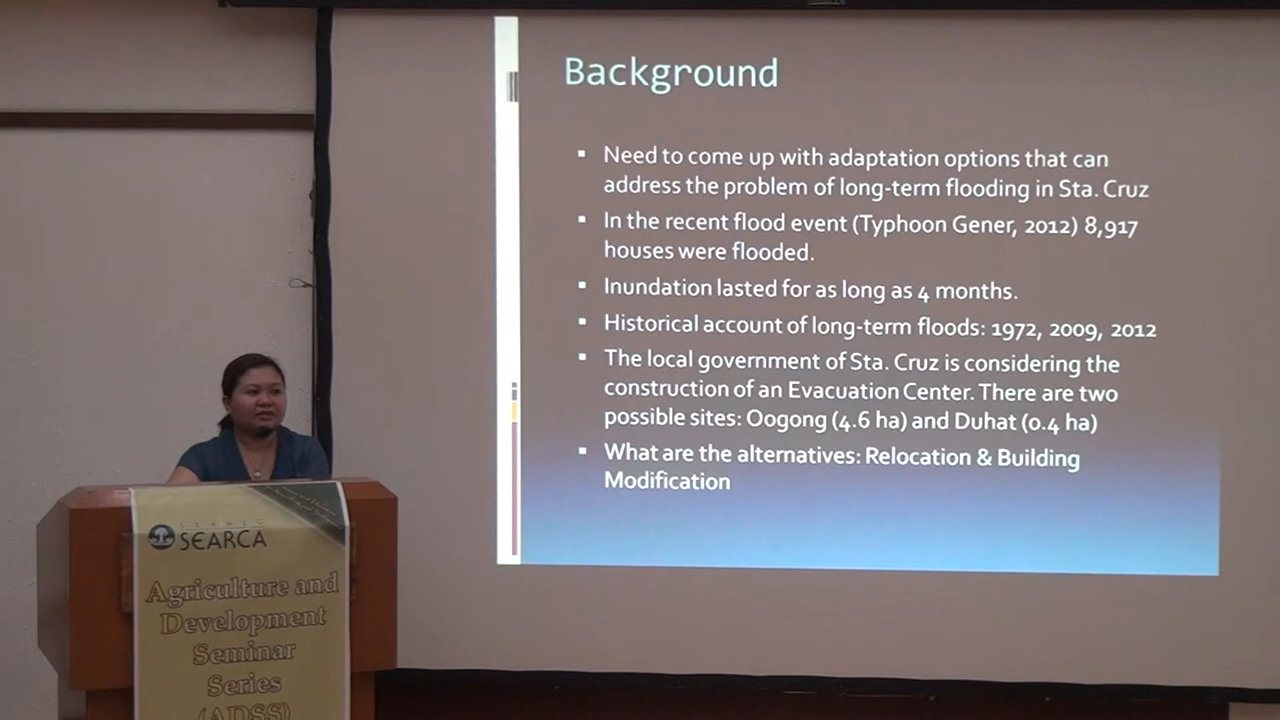 Background
Need to come up with adaptation options that can
address the problem of long-term flooding in Sta. Cruz
In the recent flood event (Typhoon Gener, 2012) 8,917
houses were flooded.
Inundation lasted for as long as 4 months.
Historical account of long-term floods: 1972, 2009, 2012
The local government of Sta. Cruz is considering the
construction of an Evacuation Center. There are two
possible sites: Oogong (4.6 ha) and Duhat (0.4 ha)
What are the alternatives: Relocation & Building
Modification
SEARCA
Agriculture and
Development
Seminar
Series
(ADSS)